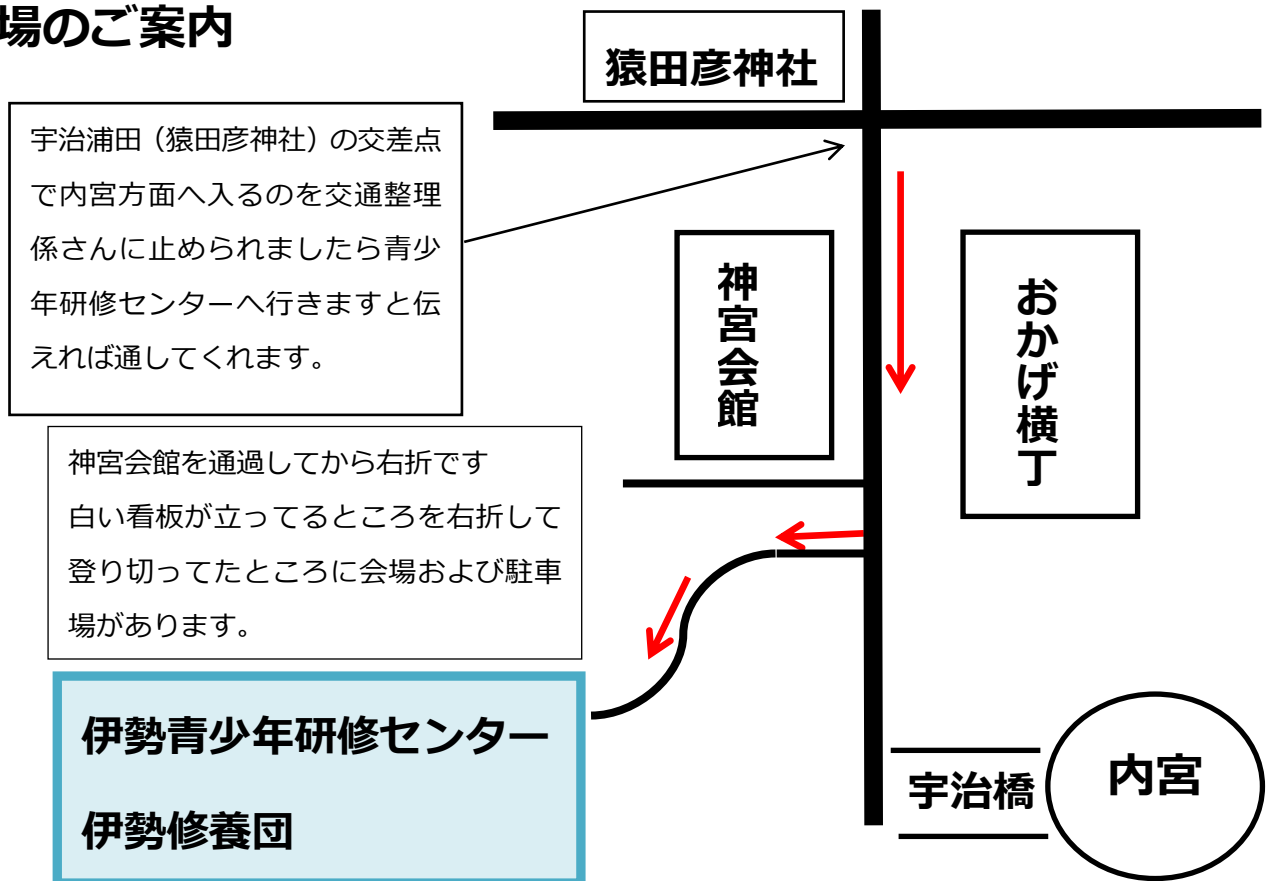 場のご案内
猿田彦神社
宇治浦田（猿田彦神社）の交差点
で内宮方面へ入るのを交通整理
係さんに止められましたら青少
年研修センターへ行きますと伝
えれば通してくれます。
神宮会館
おかげ横丁
神宮会館を通過してから右折です
白い看板が立ってるところを右折して
登り切ってたところに会場および駐車
場があります。
伊勢青少年研修センター
伊勢修養団
宇治橋
内宮